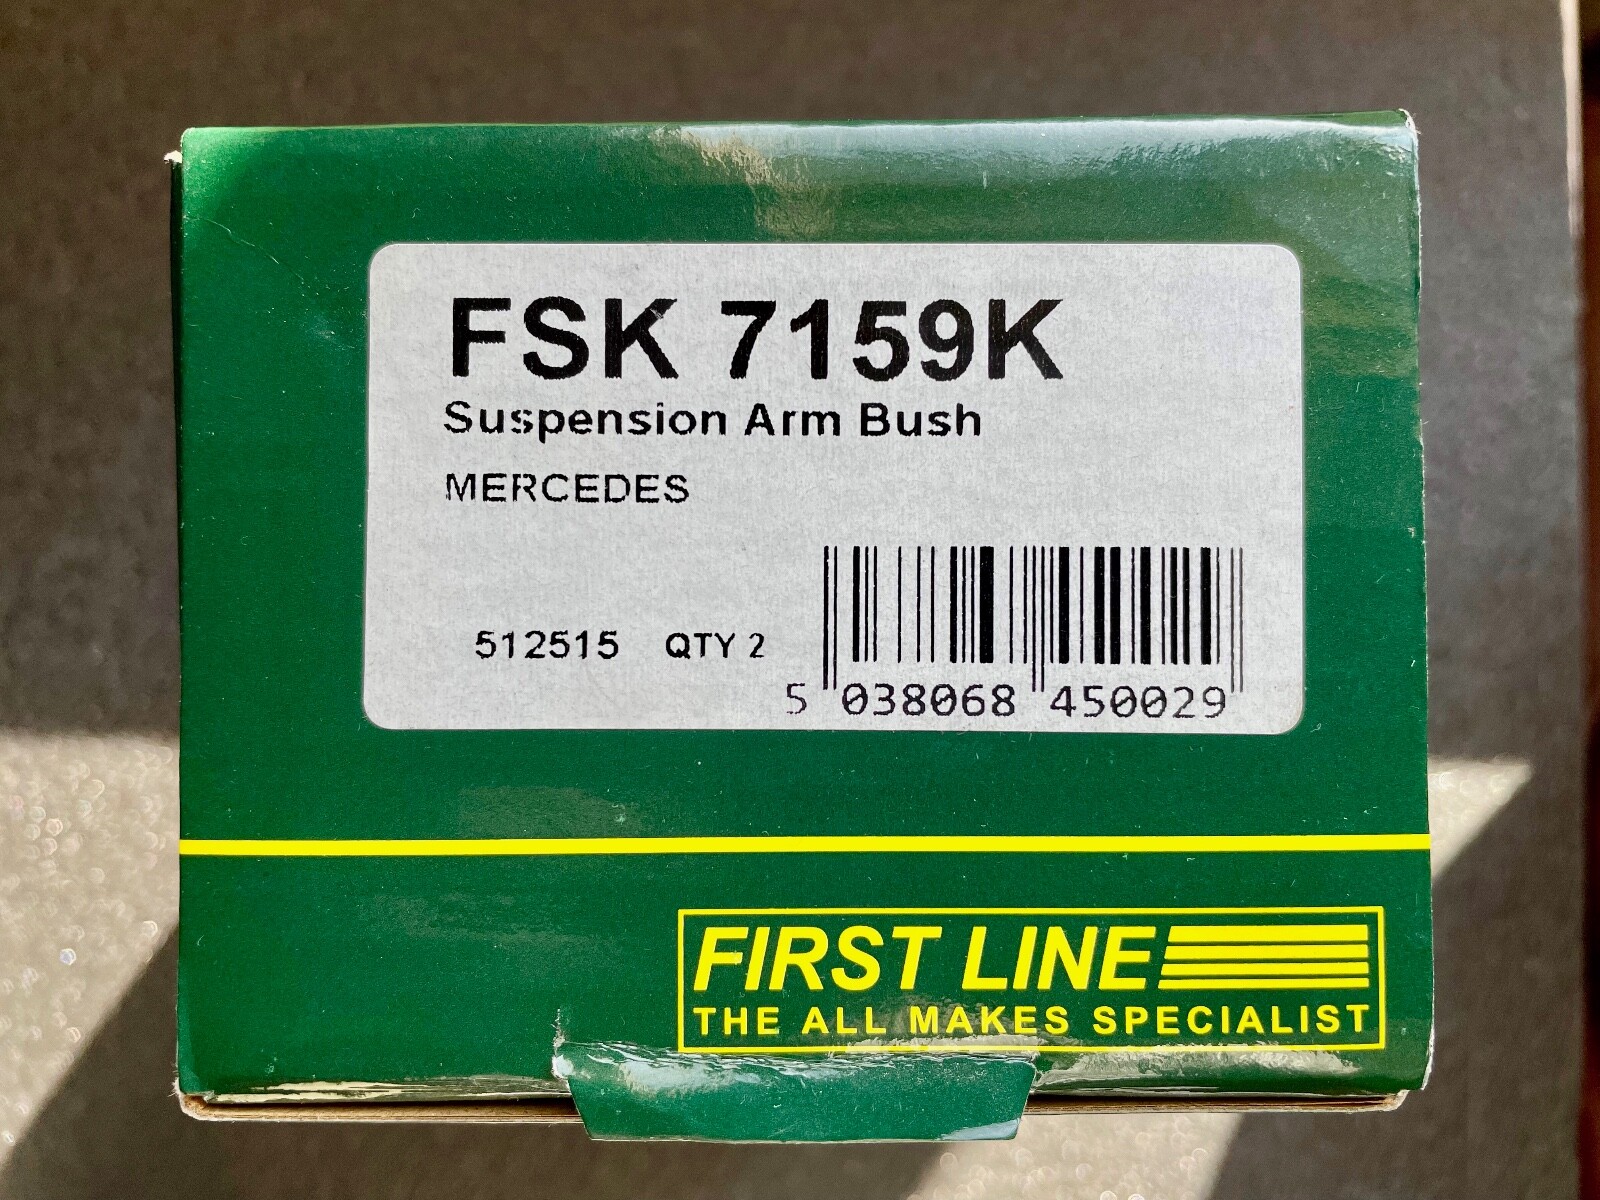 FSK 7159K
Suspension Arm Bush
MERCEDES
512515 QTY 2
5 038068 450029
FIRST LINE
THE ALL MAKES SPECIALIST